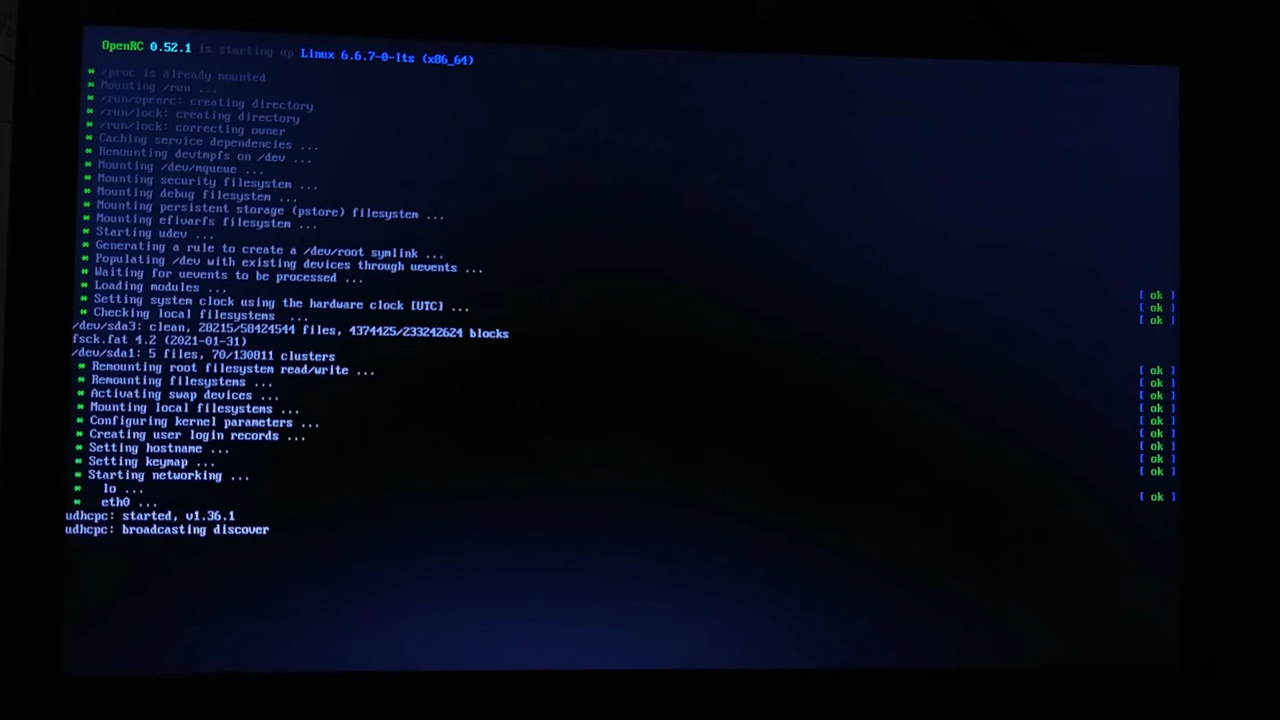 OpenRC 0.52.1 is starting up Linux 6.6.7-0-lts (x86_64)
* /proc is already mounted
* Mounting /run ...
* /run/openrc: creating directory
* /run/lock: creating directory
* /run/lock: correcting owner
* Caching service dependencies ...
* Remounting devtmpfs on /dev ...
* Mounting /dev/mqueue ...
* Mounting security filesystem ...
* Mounting debug filesystem ...
* Mounting persistent storage (pstore) filesystem ...
* Mounting efivarfs filesystem ...
* Starting udev ...
* Generating a rule to create a /dev/root symlink ...
* Populating /dev with existing devices through uevents ...
* Waiting for uevents to be processed ...
* Loading modules ... [ ok ]
* Setting system clock using the hardware clock [UTC] ... [ ok ]
* Checking local filesystems ... [ ok ]
/dev/sda3: clean, 28215/58424544 files, 4374425/233242624 blocks
fsck.fat 4.2 (2021-01-31)
/dev/sda1: 5 files, 70/130811 clusters
* Remounting root filesystem read/write ... [ ok ]
* Remounting filesystems ... [ ok ]
* Activating swap devices ... [ ok ]
* Mounting local filesystems ... [ ok ]
* Configuring kernel parameters ... [ ok ]
* Creating user login records ... [ ok ]
* Setting hostname ... [ ok ]
* Setting keymap ... [ ok ]
* Starting networking ... [ ok ]
* lo ... [ ok ]
* eth0 ...
udhcpc: started, v1.36.1
udhcpc: broadcasting discover